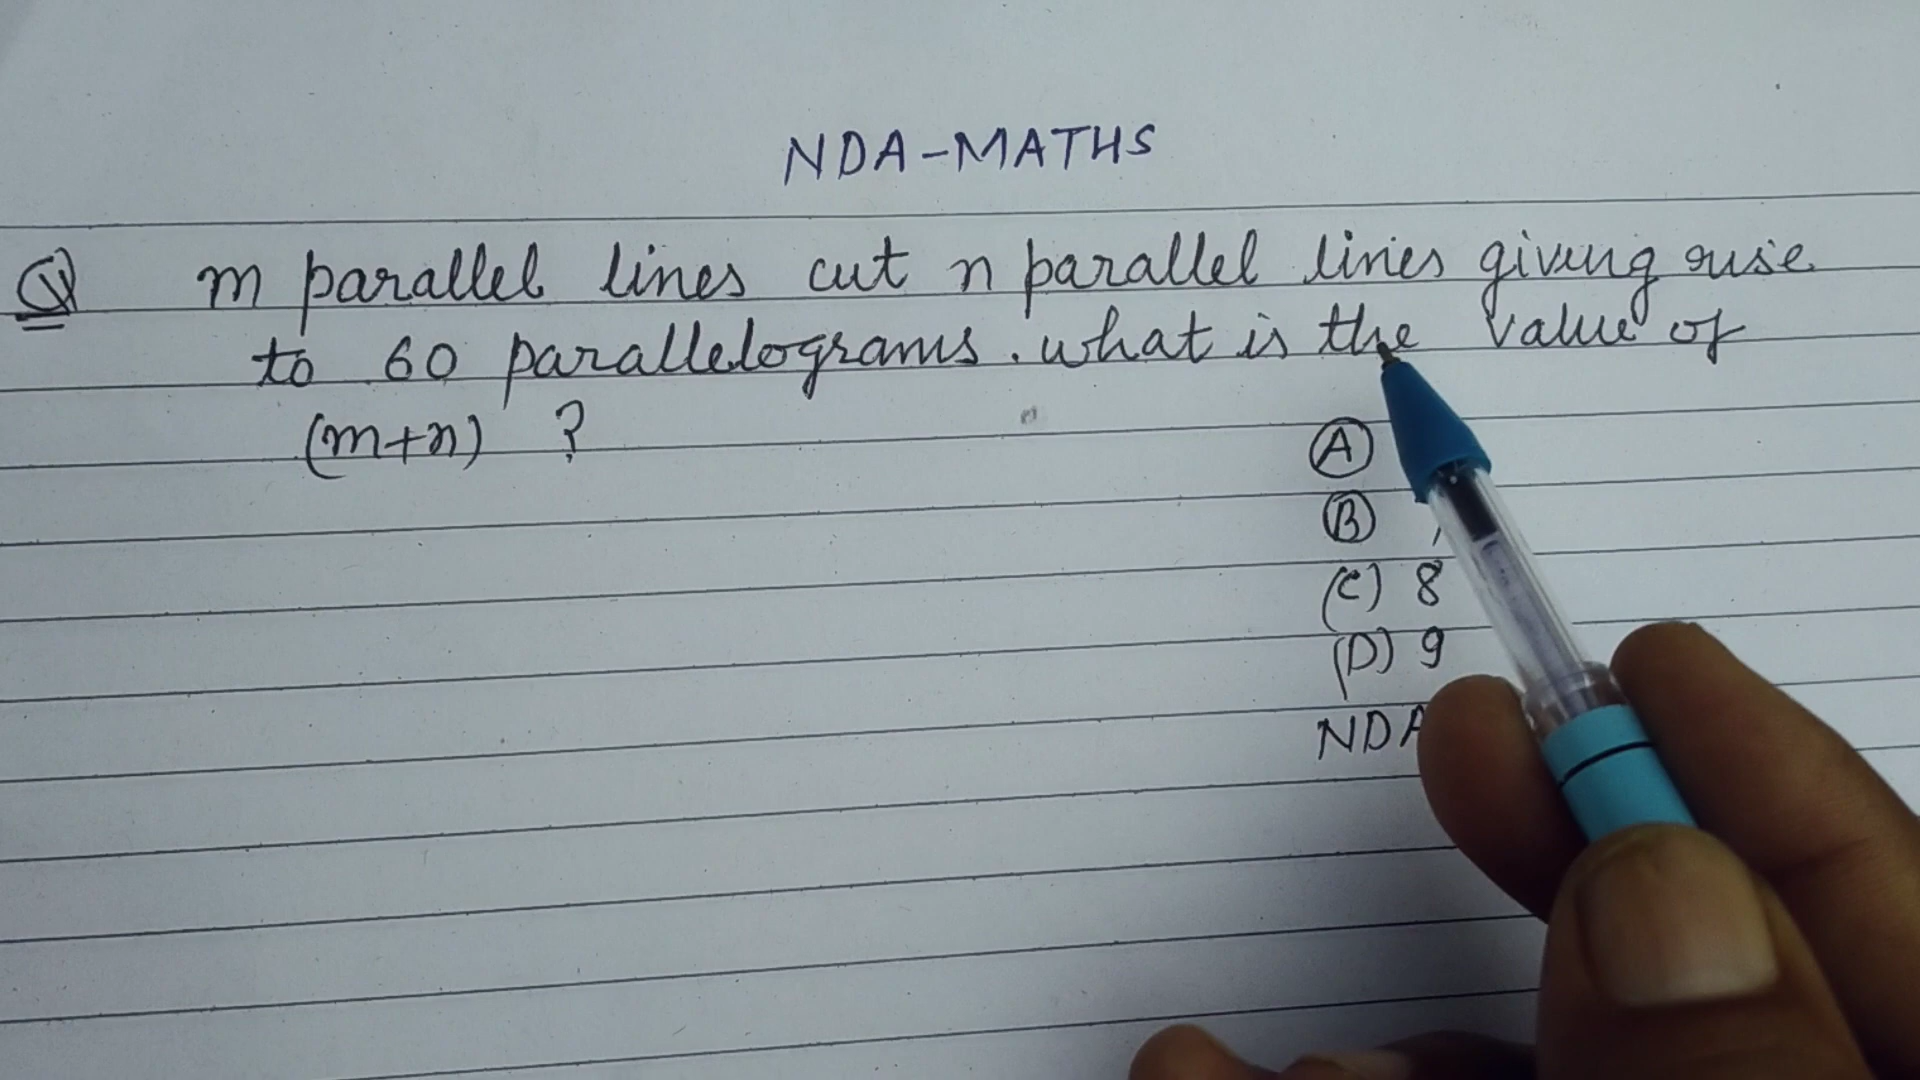 NDA-MATHS
Q m parallel lines cut n parallel lines giving rise
to 60 parallelograms. what is the value of
(m+n) ?
(A)
(B)
(C) 8
(D) 9
NDA